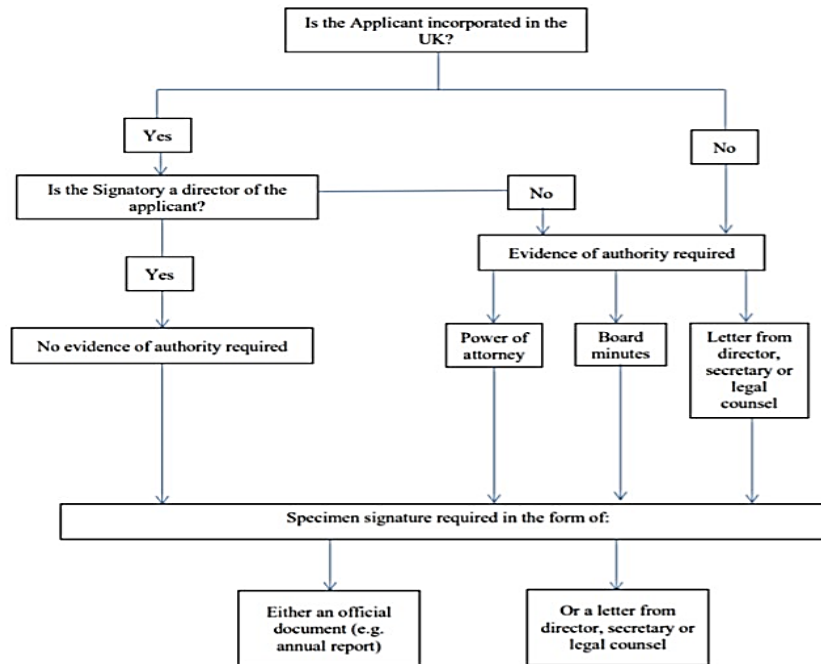 Is the Applicant incorporated in the
UK?
Yes
No
Is the Signatory a director of the
applicant?
No
Yes
Evidence of authority required
No evidence of authority required
Power of
attorney
Board
minutes
Letter from
director,
secretary or
legal
counsel
Specimen signature required in the form of:
Either an official
document (e.g.
annual report)
Or a letter from
director, secretary or
legal counsel